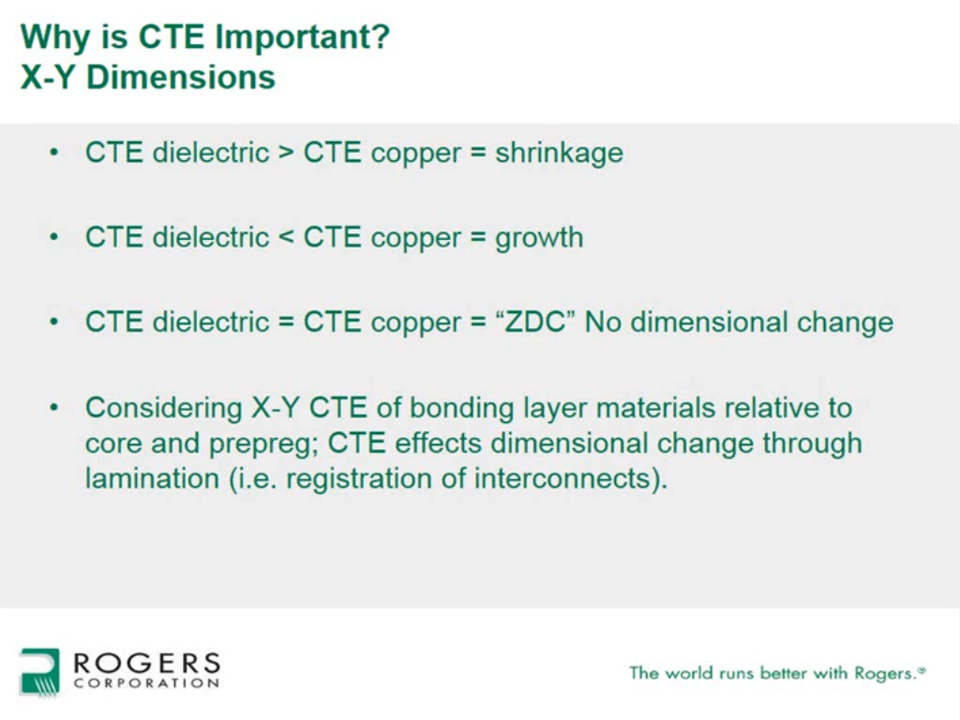 Why is CTE Important?
X-Y Dimensions
• CTE dielectric > CTE copper = shrinkage
• CTE dielectric < CTE copper = growth
• CTE dielectric = CTE copper = “ZDC” No dimensional change
• Considering X-Y CTE of bonding layer materials relative to
core and prepreg; CTE effects dimensional change through
lamination (i.e. registration of interconnects).
ROGERS
CORPORATION
The world runs better with Rogers.®